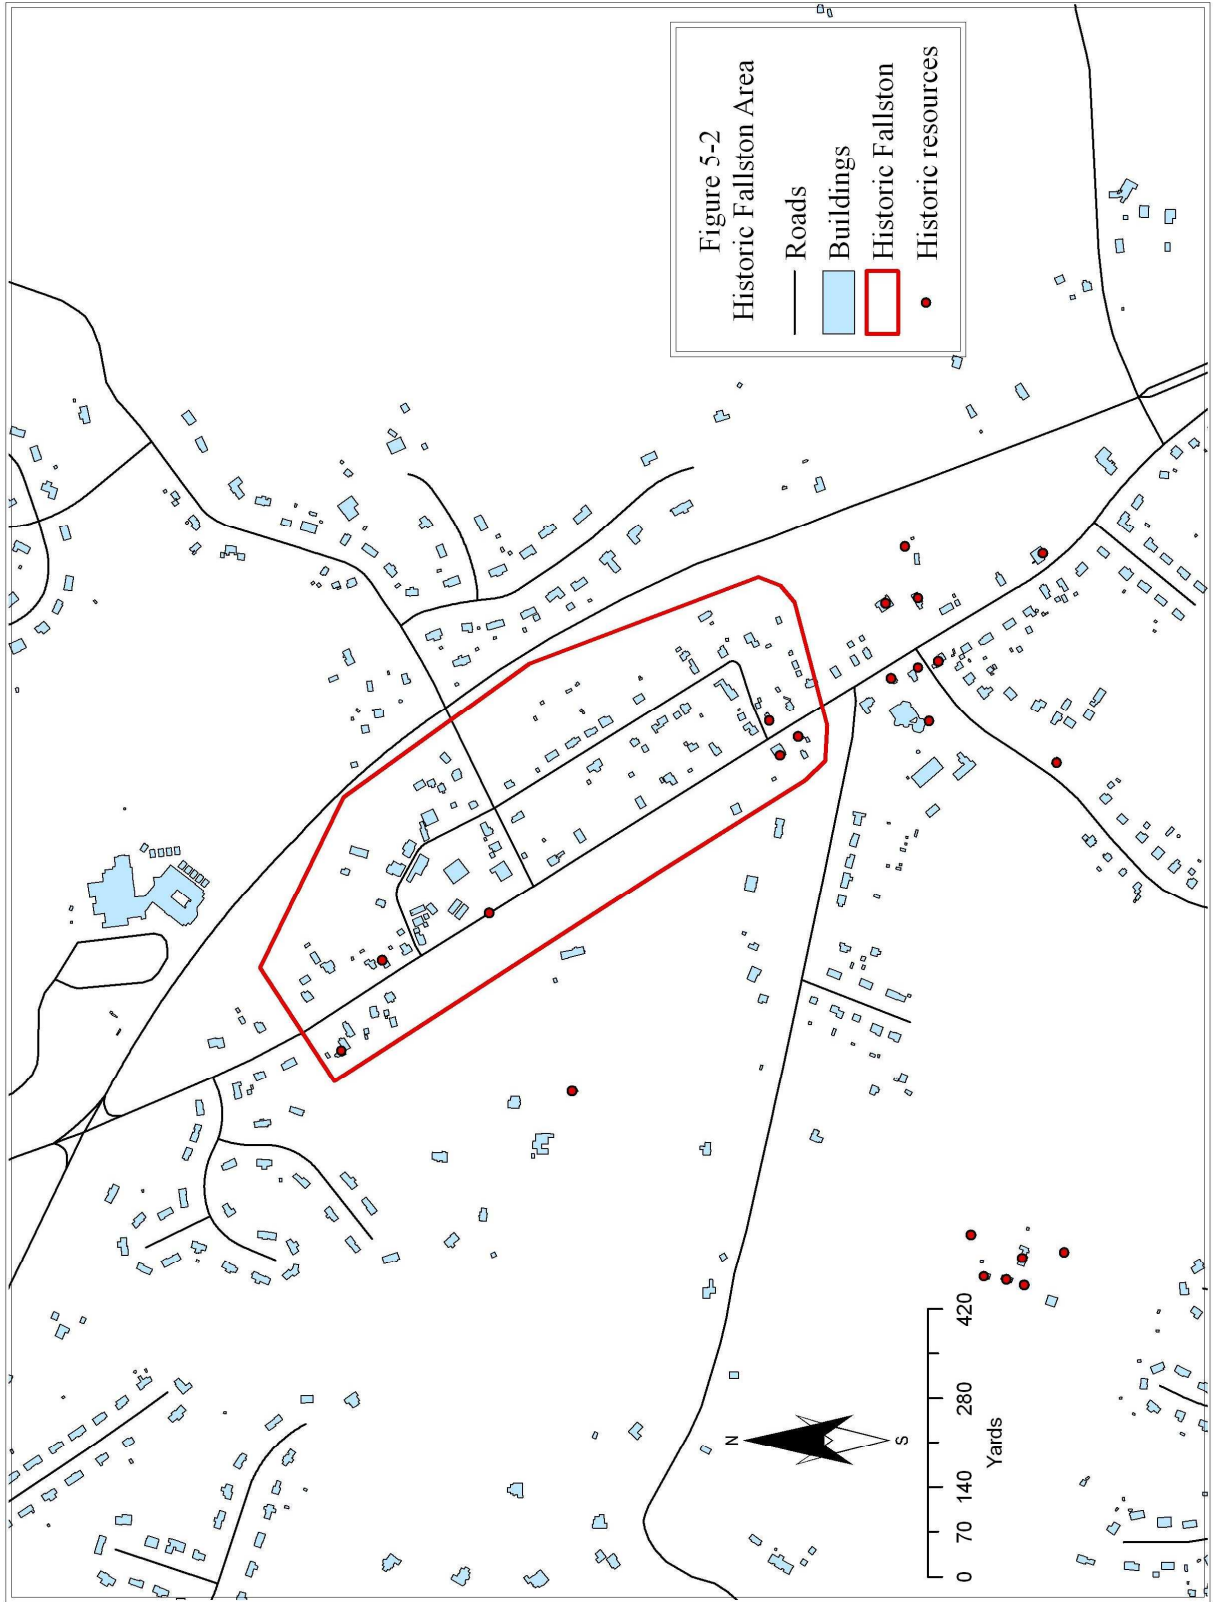 Figure 5-2
Historic Fallston Area
Roads
Buildings
Historic Fallston
Historic resources
N
S
0 70 140 280 420
Yards